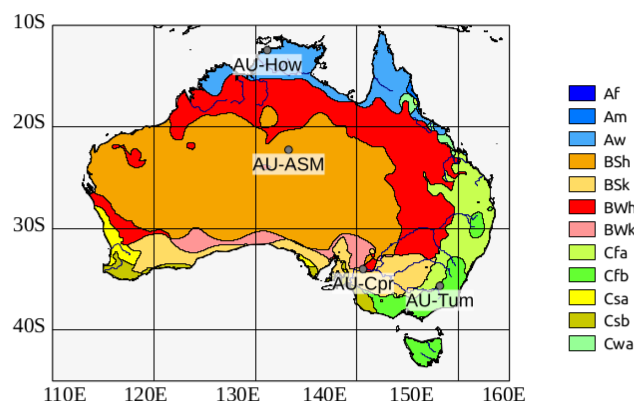 10S
20S
30S
40S
110E 120E 130E 140E 150E 160E
AU-How
AU-ASM
AU-Cpr
AU-Tum
Af
Am
Aw
BSh
BSk
BWh
BWk
Cfa
Cfb
Csa
Csb
Cwa